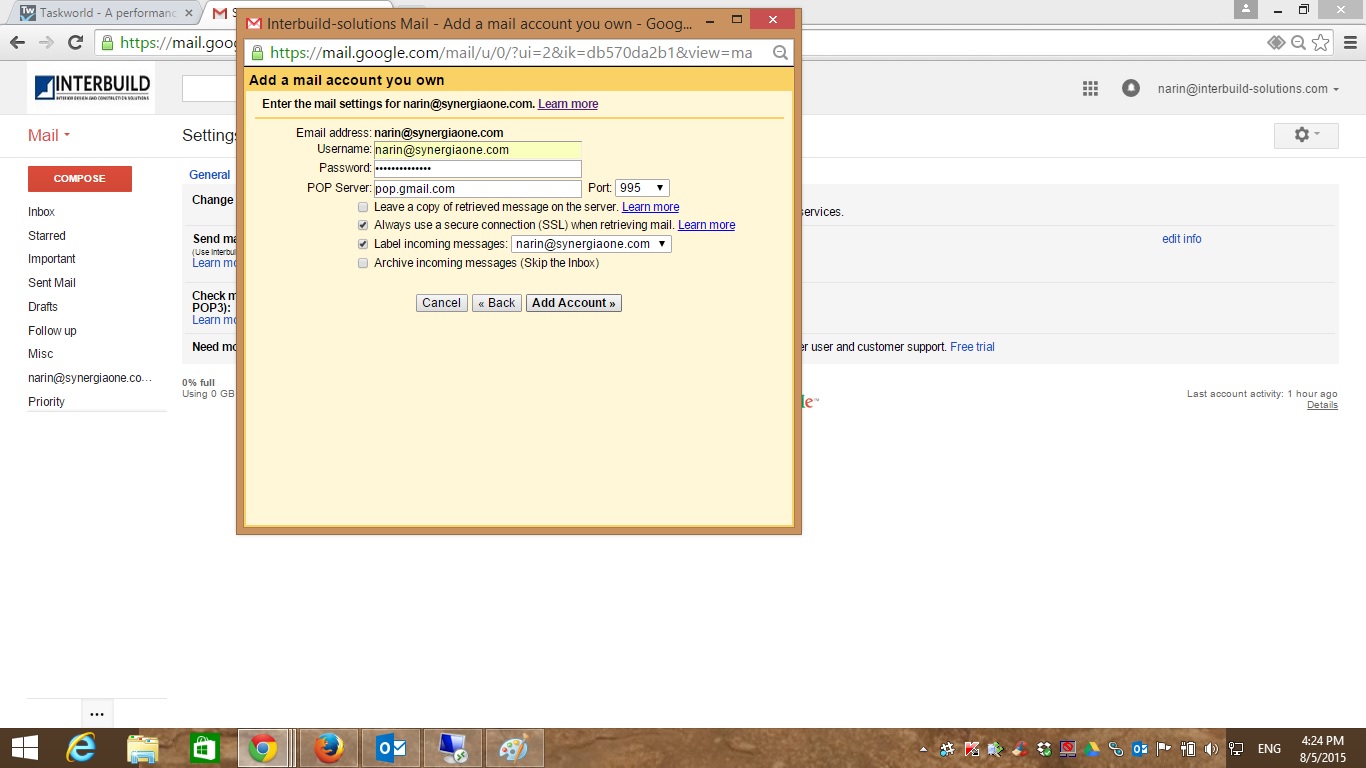 Taskworld - A performanc
S
Interbuild-solutions Mail - Add a mail account you own - Goog...
https://mail.goog
https://mail.google.com/mail/u/0/?ui=2&ik=db570da2b1&view=ma
Add a mail account you own
INTERBUILD
INTERIOR DESIGN AND CONSTRUCTION SOLUTIONS
narin@interbuild-solutions.com
Enter the mail settings for narin@synergiaone.com. Learn more
Mail
Settings
Email address: narin@synergiaone.com
Username: narin@synergiaone.com
Password: ••••••••••••••
POP Server: pop.gmail.com Port: 995
Leave a copy of retrieved message on the server. Learn more
Always use a secure connection (SSL) when retrieving mail. Learn more
Label incoming messages: narin@synergiaone.com
Archive incoming messages (Skip the Inbox)
Cancel « Back Add Account »
COMPOSE
Inbox
Starred
Important
Sent Mail
Drafts
Follow up
Misc
narin@synergiaone.co...
Priority
General
Change
ervices.
Send ma
(Use Interbuil
Learn mo
edit info
Check m
POP3):
Learn mo
Need mo
er user and customer support. Free trial
0% full
Using 0 GB
le™
Last account activity: 1 hour ago
Details
...
ENG
4:24 PM
8/5/2015